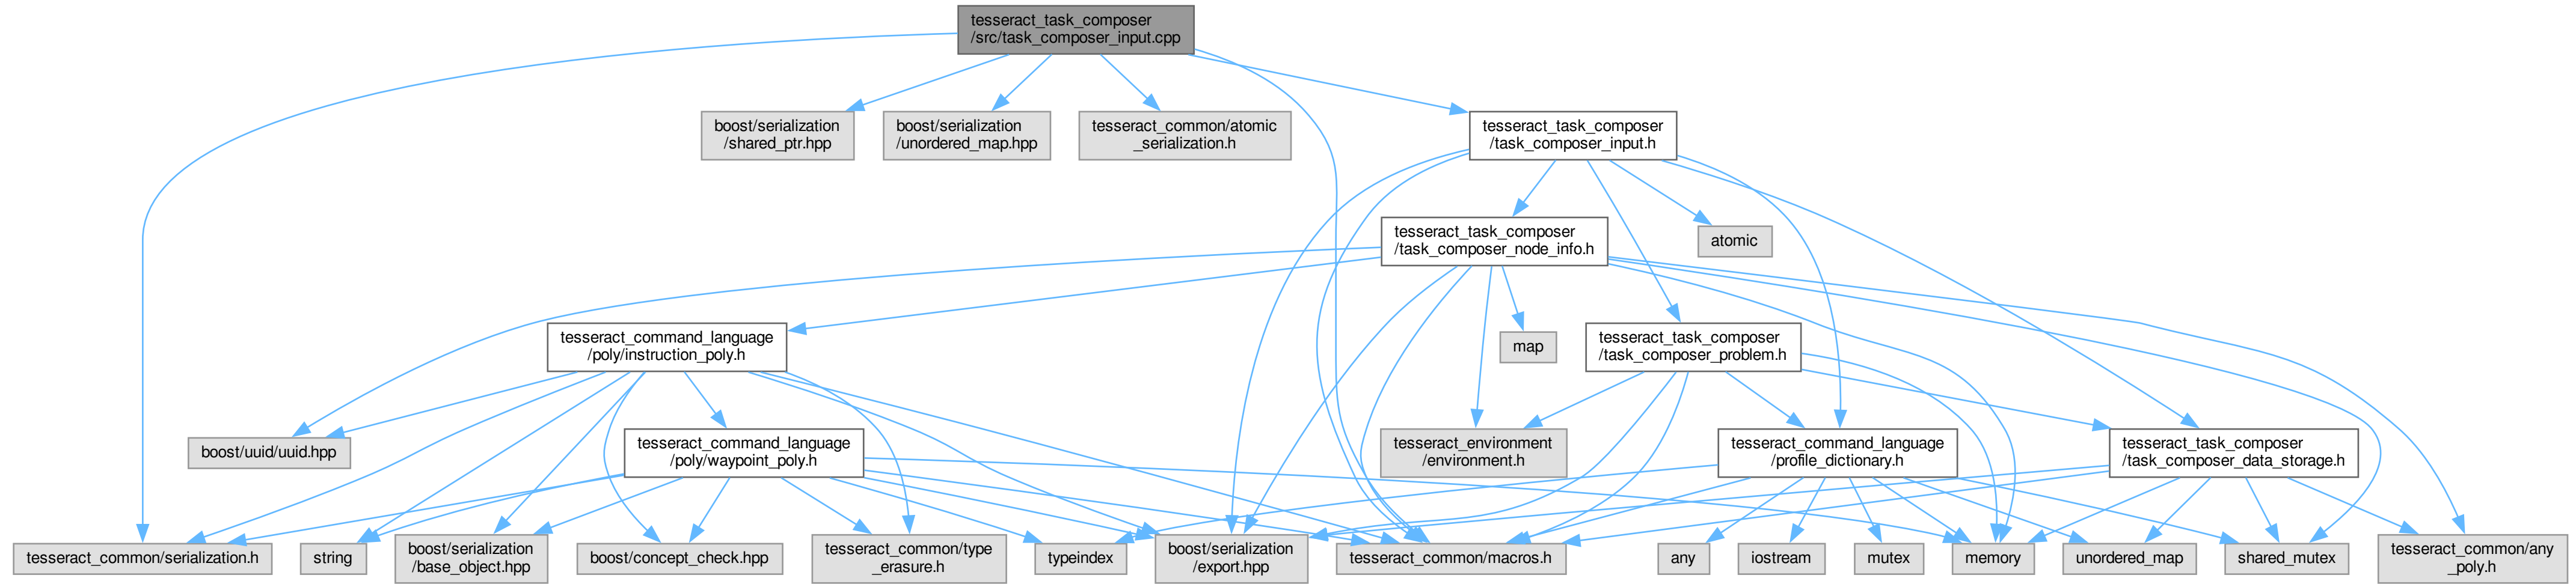 tesseract_task_composer
/src/task_composer_input.cpp
boost/serialization
/shared_ptr.hpp
boost/serialization
/unordered_map.hpp
tesseract_common/atomic
_serialization.h
tesseract_task_composer
/task_composer_input.h
tesseract_task_composer
/task_composer_node_info.h
atomic
tesseract_command_language
/poly/instruction_poly.h
map
tesseract_task_composer
/task_composer_problem.h
boost/uuid/uuid.hpp
tesseract_command_language
/poly/waypoint_poly.h
tesseract_environment
/environment.h
tesseract_command_language
/profile_dictionary.h
tesseract_task_composer
/task_composer_data_storage.h
tesseract_common/serialization.h
string
boost/serialization
/base_object.hpp
boost/concept_check.hpp
tesseract_common/type
_erasure.h
typeindex
boost/serialization
/export.hpp
tesseract_common/macros.h
any
iostream
mutex
memory
unordered_map
shared_mutex
tesseract_common/any
_poly.h